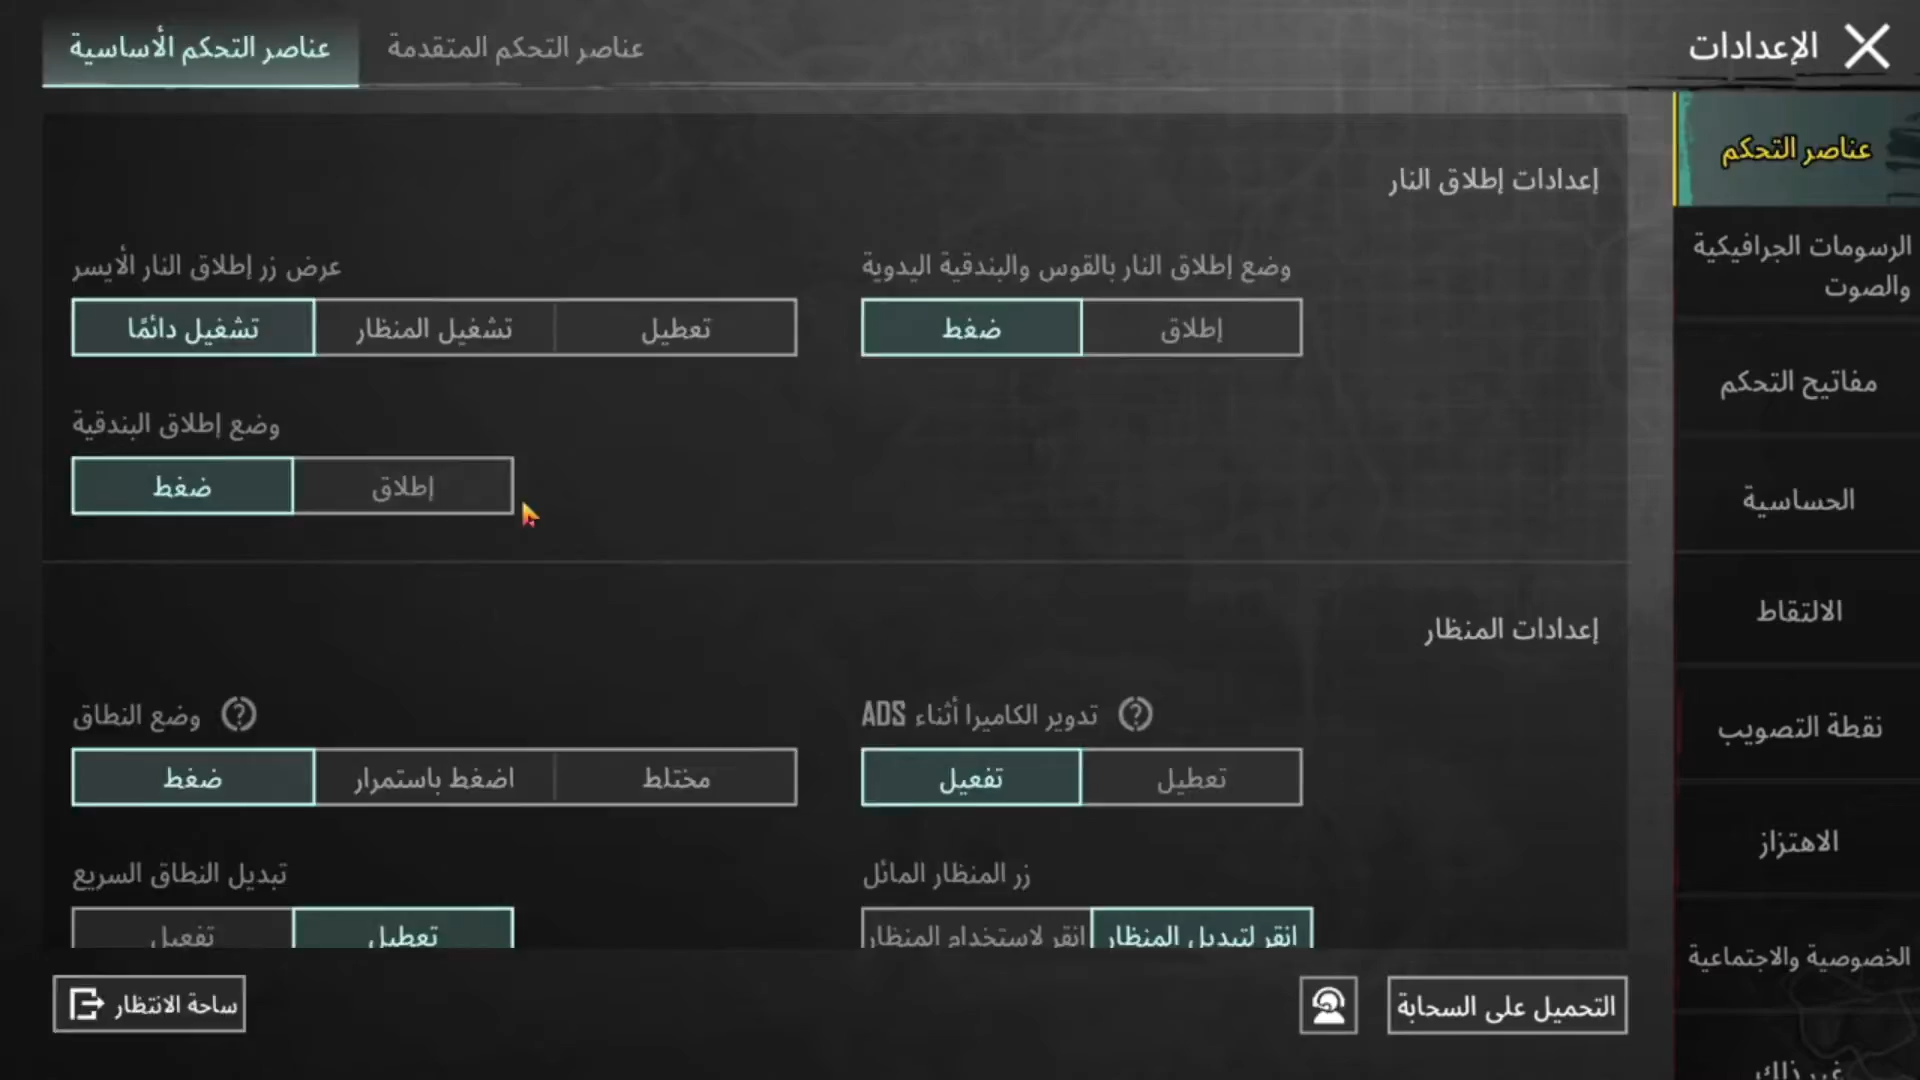 الإعدادات
عناصر التحكم الأساسية
عناصر التحكم المتقدمة
عناصر التحكم
الرسومات الجرافيكية
والصوت
مفاتيح التحكم
الحساسية
الالتقاط
نقطة التصويب
الاهتزاز
الخصوصية والاجتماعية
غير ذلك
إعدادات إطلاق النار
عرض زر إطلاق النار الأيسر
تشغيل دائمًا
تشغيل المنظار
تعطيل
وضع إطلاق النار بالقوس والبندقية اليدوية
ضغط
إطلاق
وضع إطلاق البندقية
ضغط
إطلاق
إعدادات المنظار
وضع النطاق
ضغط
اضغط باستمرار
مختلط
تدوير الكاميرا أثناء ADS
تفعيل
تعطيل
تبديل النطاق السريع
تفعيل
تعطيل
زر المنظار المائل
انقر لاستخدام المنظار
انقر لتبديل المنظار
ساحة الانتظار
التحميل على السحابة